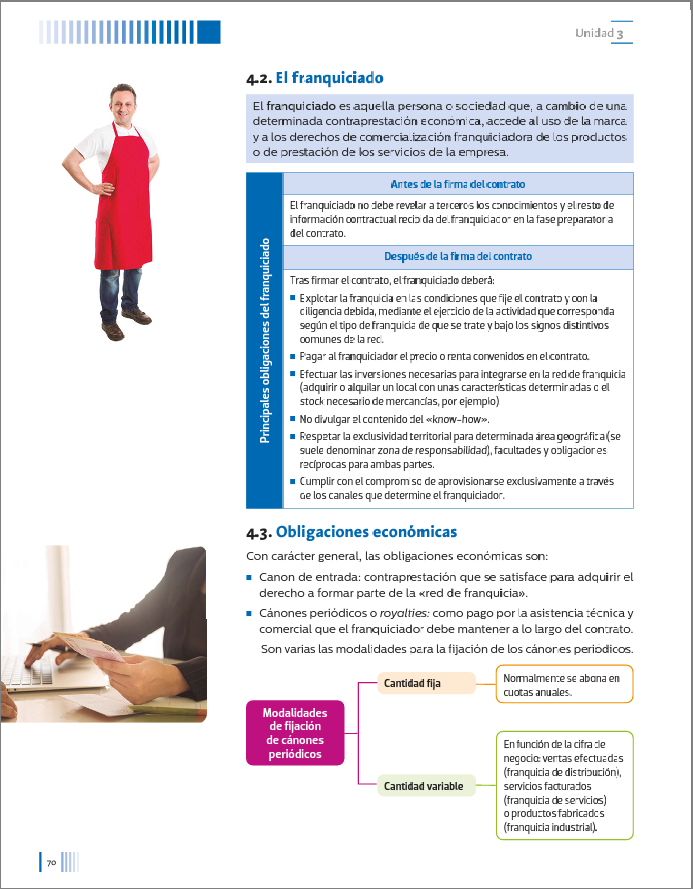 Unidad 3
4.2. El franquiciado
El franquiciado es aquella persona o sociedad que, a cambio de una
determinada contraprestación económica, accede al uso de la marca
y a los derechos de comercialización franquiciadora de los productos
o de prestación de los servicios de la empresa.
Principales obligaciones del franquiciado
Antes de la firma del contrato
El franquiciado no debe revelar a terceros los conocimientos y el resto de
información contractual recibida del franquiciador en la fase preparatoria
del contrato.
Después de la firma del contrato
Tras firmar el contrato, el franquiciado deberá:
■ Explotar la franquicia en las condiciones que fije el contrato y con la
diligencia debida, mediante el ejercicio de la actividad que corresponda
según el tipo de franquicia de que se trate y bajo los signos distintivos
comunes de la red.
■ Pagar al franquiciador el precio o renta convenidos en el contrato.
■ Efectuar las inversiones necesarias para integrarse en la red de franquicia
(adquirir o alquilar un local con unas características determinadas o el
stock necesario de mercancías, por ejemplo)
■ No divulgar el contenido del «know-how».
■ Respetar la exclusividad territorial para determinada área geográfica (se
suele denominar zona de responsabilidad), facultades y obligaciones
recíprocas para ambas partes.
■ Cumplir con el compromiso de aprovisionarse exclusivamente a través
de los canales que determine el franquiciador.
4.3. Obligaciones económicas
Con carácter general, las obligaciones económicas son:
■ Canon de entrada: contraprestación que se satisface para adquirir el
derecho a formar parte de la «red de franquicia».
■ Cánones periódicos o royalties: como pago por la asistencia técnica y
comercial que el franquiciador debe mantener a lo largo del contrato.
Son varias las modalidades para la fijación de los cánones periódicos.
Modalidades
de fijación
de cánones
periódicos
Cantidad fija
Normalmente se abona en
cuotas anuales.
Cantidad variable
En función de la cifra de
negocio: ventas efectuadas
(franquicia de distribución),
servicios facturados
(franquicia de servicios)
o productos fabricados
(franquicia industrial).
70